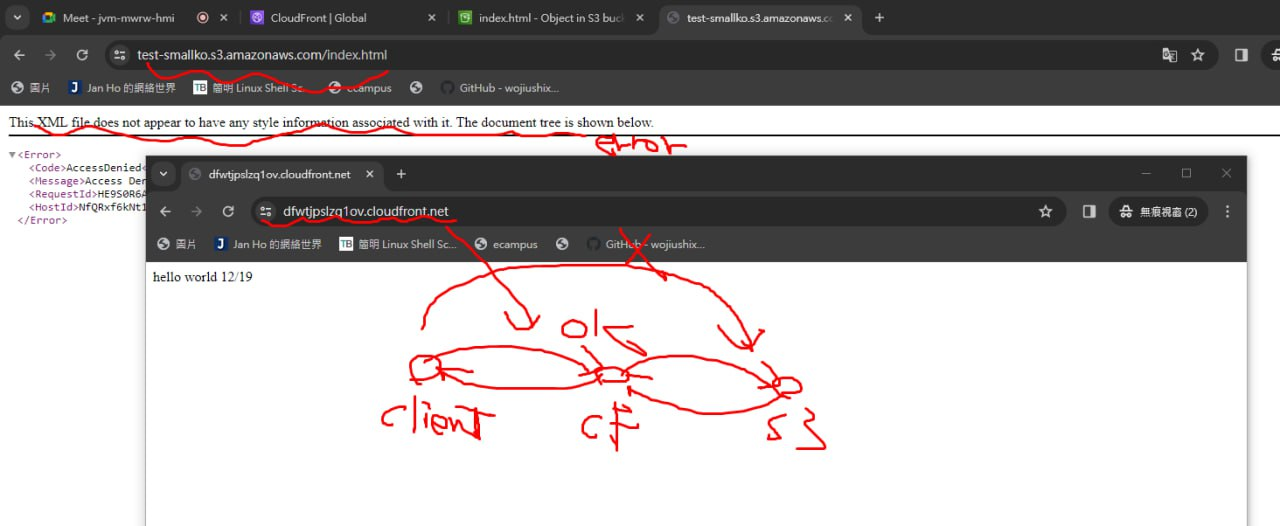 Meet - jvm-mwrw-hmi
CloudFront | Global
index.html - Object in S3 buc
test-smallko.s3.amazonaws.co
test-smallko.s3.amazonaws.com/index.html
圖片
Jan Ho 的網絡世界
TB 簡明 Linux Shell Sc...
ecampus
GitHub - wojiushix...
This XML file does not appear to have any style information associated with it. The document tree is shown below.
error
<Error>
<Code>AccessDenied<
<Message>Access Den
<RequestId>HE9S0R6A
<HostId>NfQRxf6kNt1
</Error>
dfwtjpslzq1ov.cloudfront.net
dfwtjpslzq1ov.cloudfront.net
無痕視窗 (2)
圖片
Jan Ho 的網絡世界
TB 簡明 Linux Shell Sc...
ecampus
GitHub - wojiushix...
hello world 12/19
ok
client
cf
s3